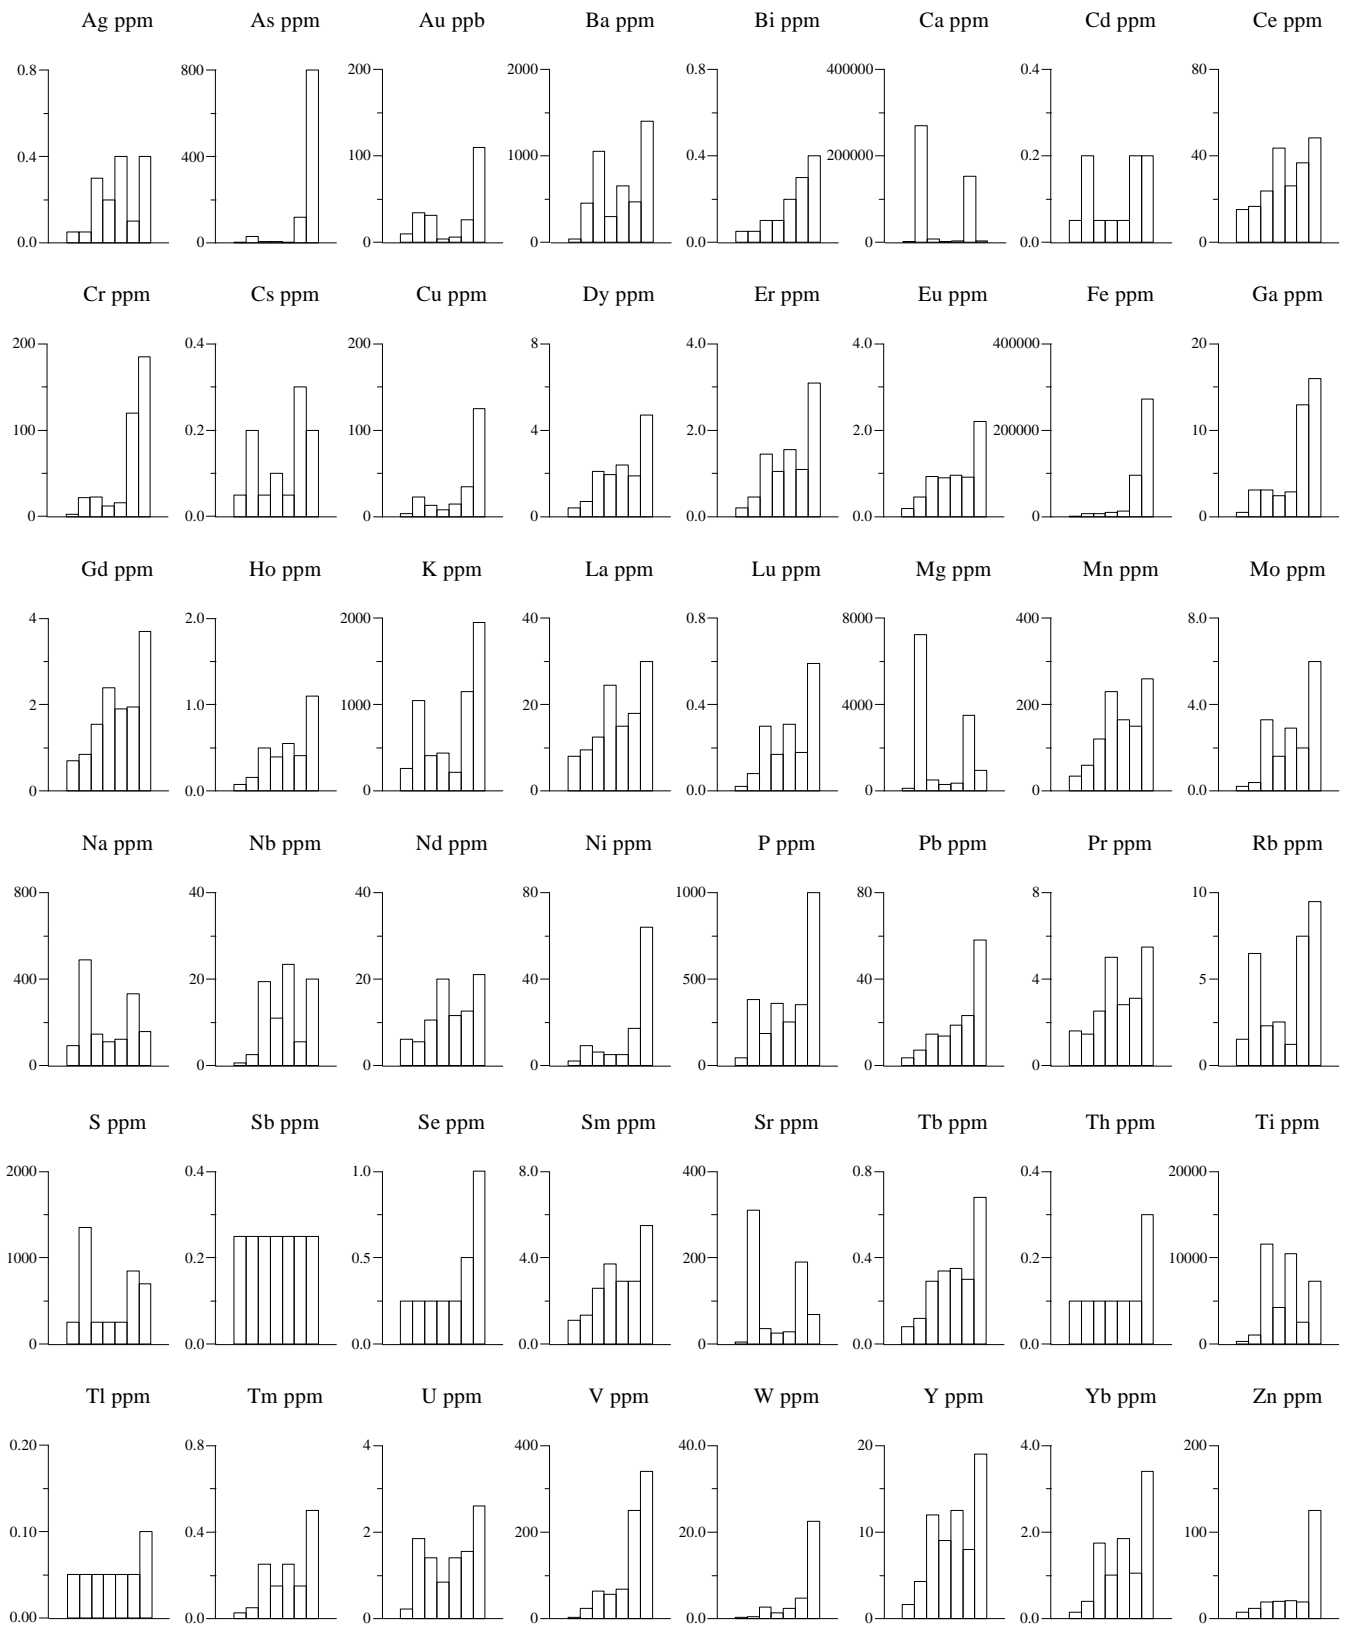 Ag ppm As ppm Au ppb Ba ppm Bi ppm Ca ppm Cd ppm Ce ppm
0.8 800 200 2000 0.8 400000 0.4 80
0.4 400 100 1000 0.4 200000 0.2 40
0.0 0 0 0 0.0 0 0.0 0
Cr ppm Cs ppm Cu ppm Dy ppm Er ppm Eu ppm Fe ppm Ga ppm
200 0.4 200 8 4.0 4.0 400000 20
100 0.2 100 4 2.0 2.0 200000 10
0 0.0 0 0 0.0 0.0 0 0
Gd ppm Ho ppm K ppm La ppm Lu ppm Mg ppm Mn ppm Mo ppm
4 2.0 2000 40 0.8 8000 400 8.0
2 1.0 1000 20 0.4 4000 200 4.0
0 0.0 0 0 0.0 0 0 0.0
Na ppm Nb ppm Nd ppm Ni ppm P ppm Pb ppm Pr ppm Rb ppm
800 40 40 80 1000 80 8 10
400 20 20 40 500 40 4 5
0 0 0 0 0 0 0 0
S ppm Sb ppm Se ppm Sm ppm Sr ppm Tb ppm Th ppm Ti ppm
2000 0.4 1.0 8.0 400 0.8 0.4 20000
1000 0.2 0.5 4.0 200 0.4 0.2 10000
0 0.0 0.0 0.0 0 0.0 0.0 0
Tl ppm Tm ppm U ppm V ppm W ppm Y ppm Yb ppm Zn ppm
0.20 0.8 4 400 40.0 20 4.0 200
0.10 0.4 2 200 20.0 10 2.0 100
0.00 0.0 0 0 0.0 0 0.0 0